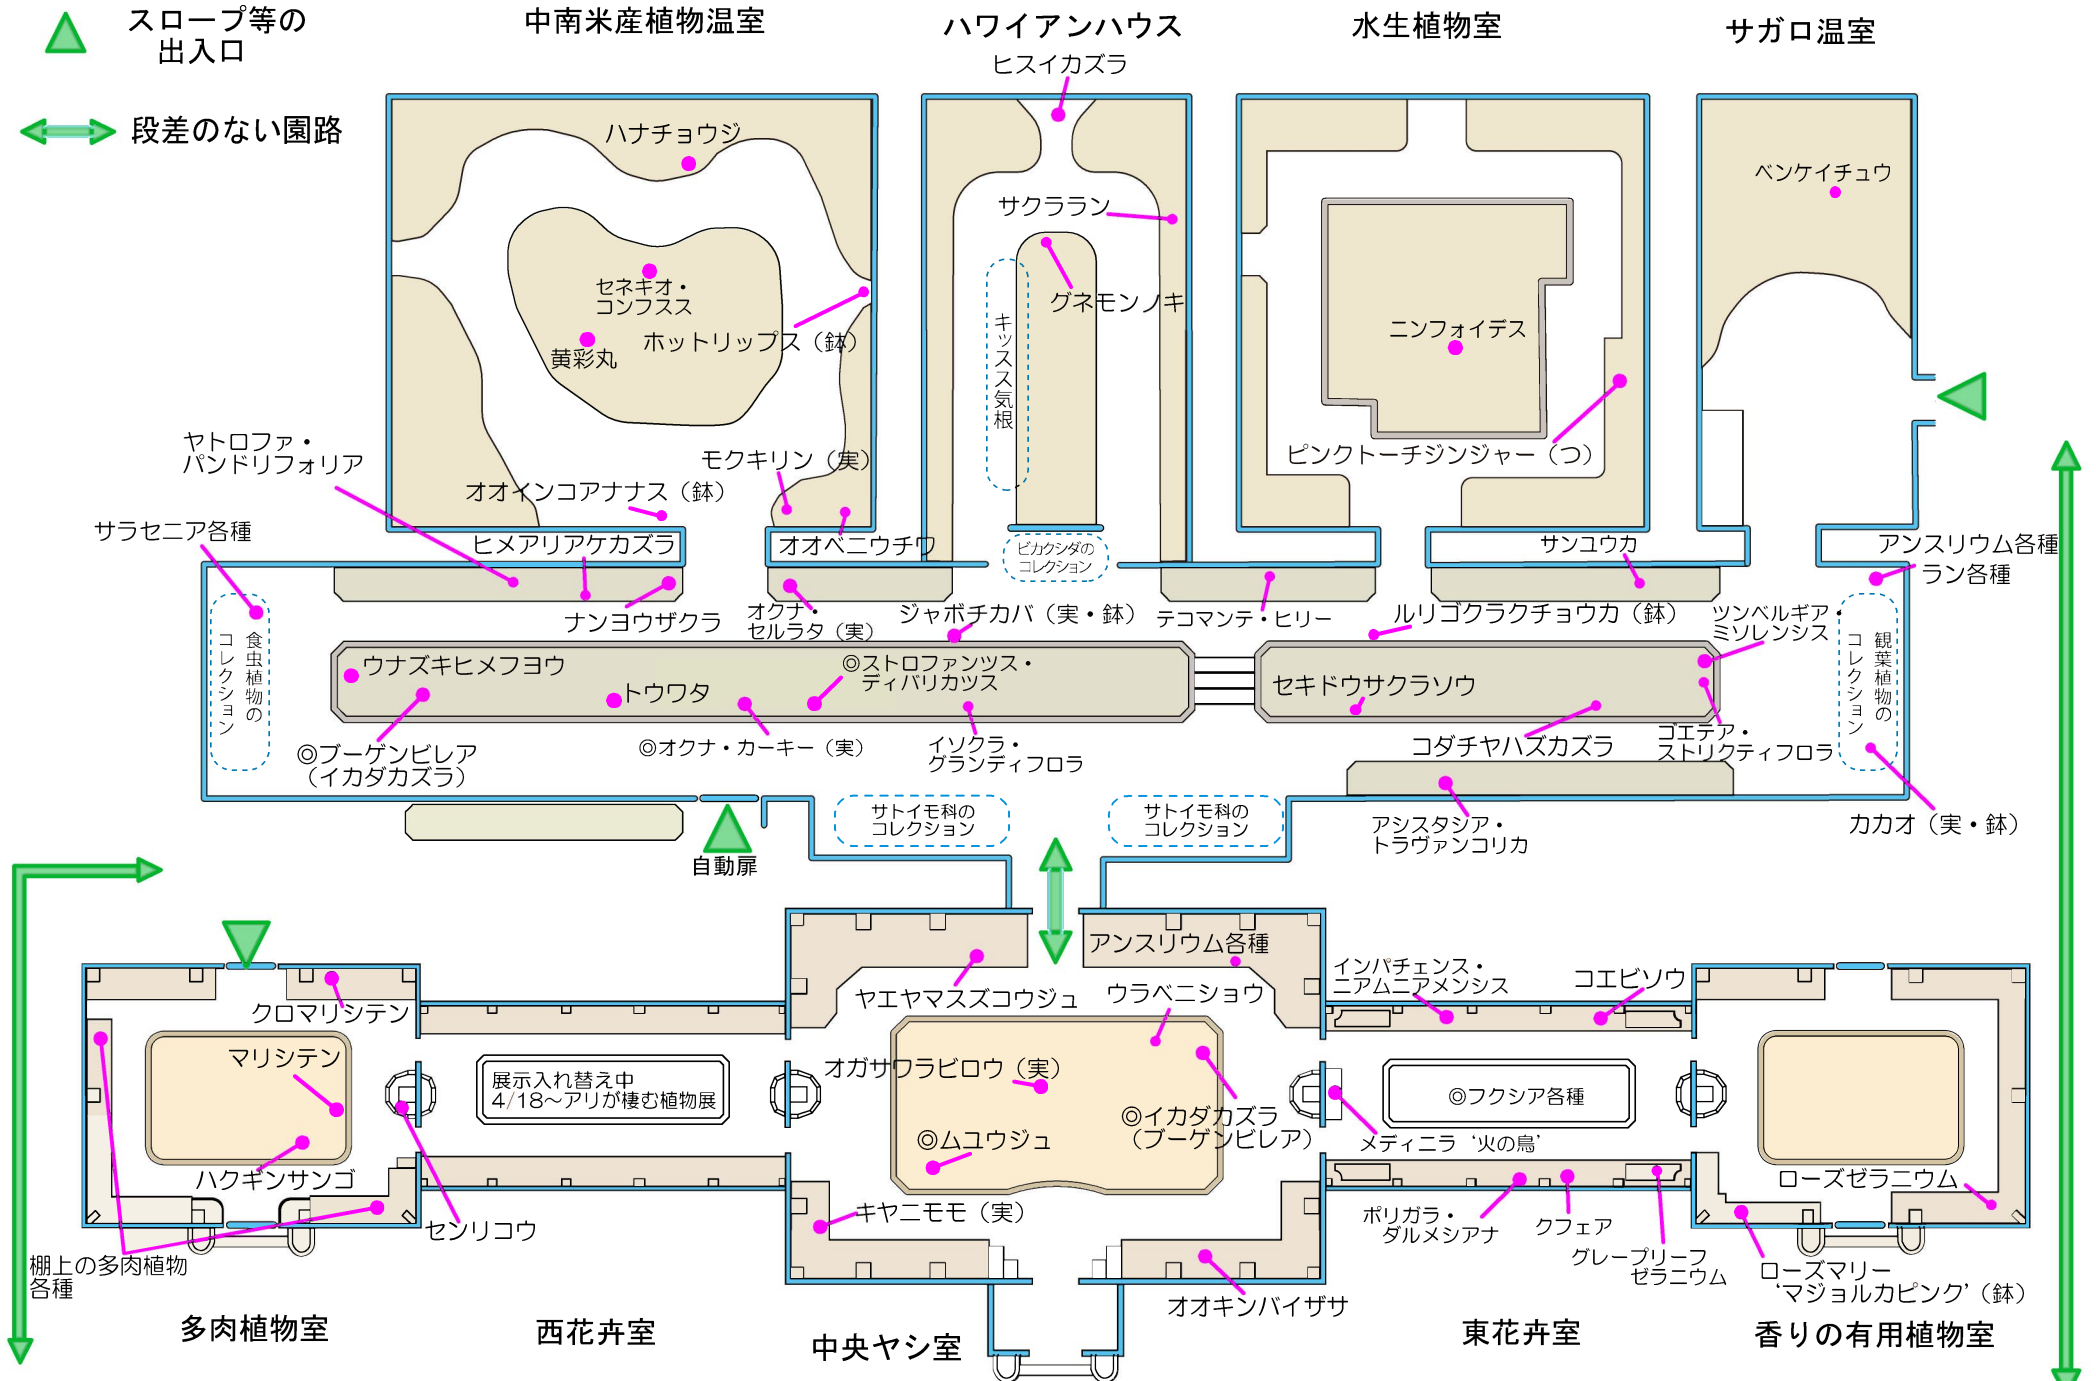 スロープ等の
出入口
段差のない園路
中南米産植物温室
ハワイアンハウス
水生植物室
サガロ温室
ヒスイカズラ
ハナチョウジ
セネキオ・
コンフスス
黄彩丸
ホットリップス（鉢）
サクララン
グネモンノキ
キッスス気根
ニンフォイデス
ピンクトーチジンジャー（つ）
ベンケイチュウ
ヤトロファ・
パンドリフォリア
モクキリン（実）
オオインコアナナス（鉢）
サラセニア各種
ヒメアリアケカズラ
オオベニウチワ
ビカクシダの
コレクション
サンユウカ
アンスリウム各種
ラン各種
ナンヨウザクラ
オクナ・
セルラタ（実）
ジャボチカバ（実・鉢）
テコマンテ・ヒリー
ルリゴクラクチョウカ（鉢）
ツンベルギア・
ミソレンシス
食虫植物の
コレクション
ウナズキヒメフヨウ
トウワタ
◎ストロファンツス・
ディバリカツス
セキドウサクラソウ
観葉植物の
コレクション
◎ブーゲンビレア
（イカダカズラ）
◎オクナ・カーキー（実）
イソクラ・
グランディフロラ
コダチヤハズカズラ
ゴエテア・
ストリクティフロラ
サトイモ科の
コレクション
サトイモ科の
コレクション
アシスタシア・
トラヴァンコリカ
カカオ（実・鉢）
自動扉
クロマリシテン
マリシテン
ハクギンサンゴ
センリコウ
棚上の多肉植物
各種
展示入れ替え中
4/18～アリが棲む植物展
ヤエヤマスズコウジュ
アンスリウム各種
ウラベニショウ
オガサワラビロウ（実）
◎イカダカズラ
（ブーゲンビレア）
◎ムユウジュ
キヤニモモ（実）
オオキンバイザサ
インパチェンス・
ニアムニアメンシス
コエビソウ
◎フクシア各種
メディニラ ‘火の鳥’
ポリガラ・
ダルメシアナ
クフェア
グレープリーフ
ゼラニウム
ローズゼラニウム
ローズマリー
‘マジョルカピンク’（鉢）
多肉植物室
西花卉室
中央ヤシ室
東花卉室
香りの有用植物室